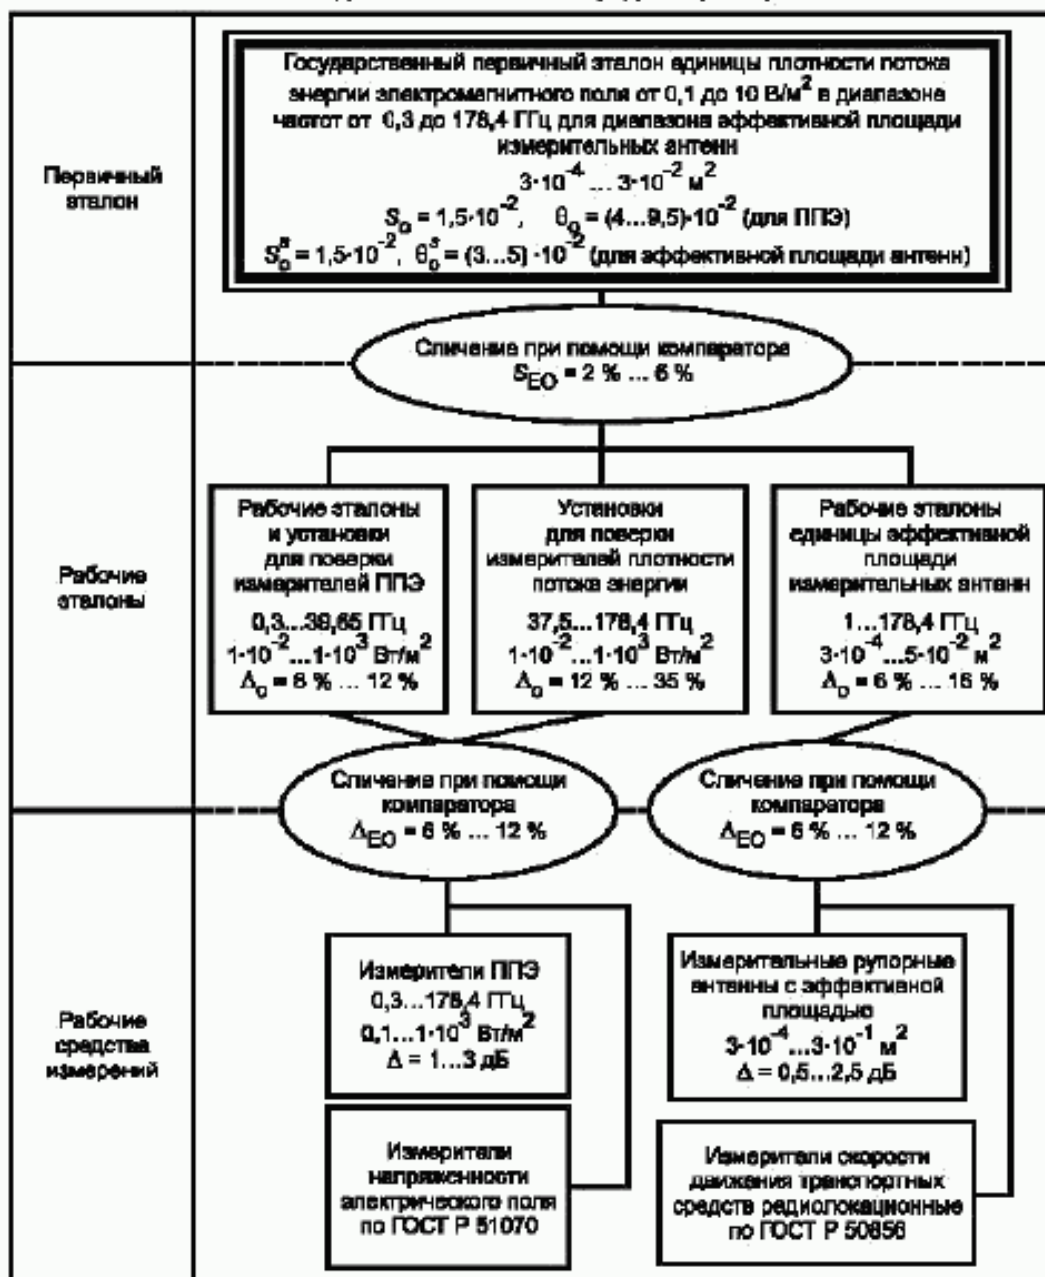 Государственный первичный эталон единицы плотности потока
энергии электромагнитного поля от 0,1 до 10 В/м² в диапазоне
частот от 0,3 до 178,4 ГГц для диапазона эффективной площади
измерительных антенн
3·10⁻⁴ ... 3·10⁻² м²
S₀ = 1,5·10⁻², θ₀ = (4...9,5)·10⁻² (для ППЭ)
S₀ˢ = 1,5·10⁻², θ₀ˢ = (3...5) ·10⁻² (для эффективной площади антенн)
Первичный
эталон
Сличение при помощи компаратора
S_EO = 2 % ... 6 %
Рабочие
эталоны
Рабочие эталоны
и установки
для поверки
измерителей ППЭ
0,3...39,65 ГГц
1·10⁻²...1·10³ Вт/м²
Δ₀ = 8 % ... 12 %
Установки
для поверки
измерителей плотности
потока энергии
37,5...178,4 ГГц
1·10⁻²...1·10³ Вт/м²
Δ₀ = 12 % ... 35 %
Рабочие эталоны
единицы эффективной
площади
измерительных антенн
1...178,4 ГГц
3·10⁻⁴...5·10⁻² м²
Δ₀ = 6 % ... 16 %
Сличение при помощи
компаратора
Δ_EO = 6 % ... 12 %
Сличение при помощи
компаратора
Δ_EO = 6 % ... 12 %
Рабочие
средства
измерений
Измерители ППЭ
0,3...178,4 ГГц
0,1...1·10³ Вт/м²
Δ = 1...3 дБ
Измерительные рупорные
антенны с эффективной
площадью
3·10⁻⁴...3·10⁻¹ м²
Δ = 0,5...2,5 дБ
Измерители
напряженности
электрического поля
по ГОСТ Р 51070
Измерители скорости
движения транспортных
средств радиолокационные
по ГОСТ Р 50856